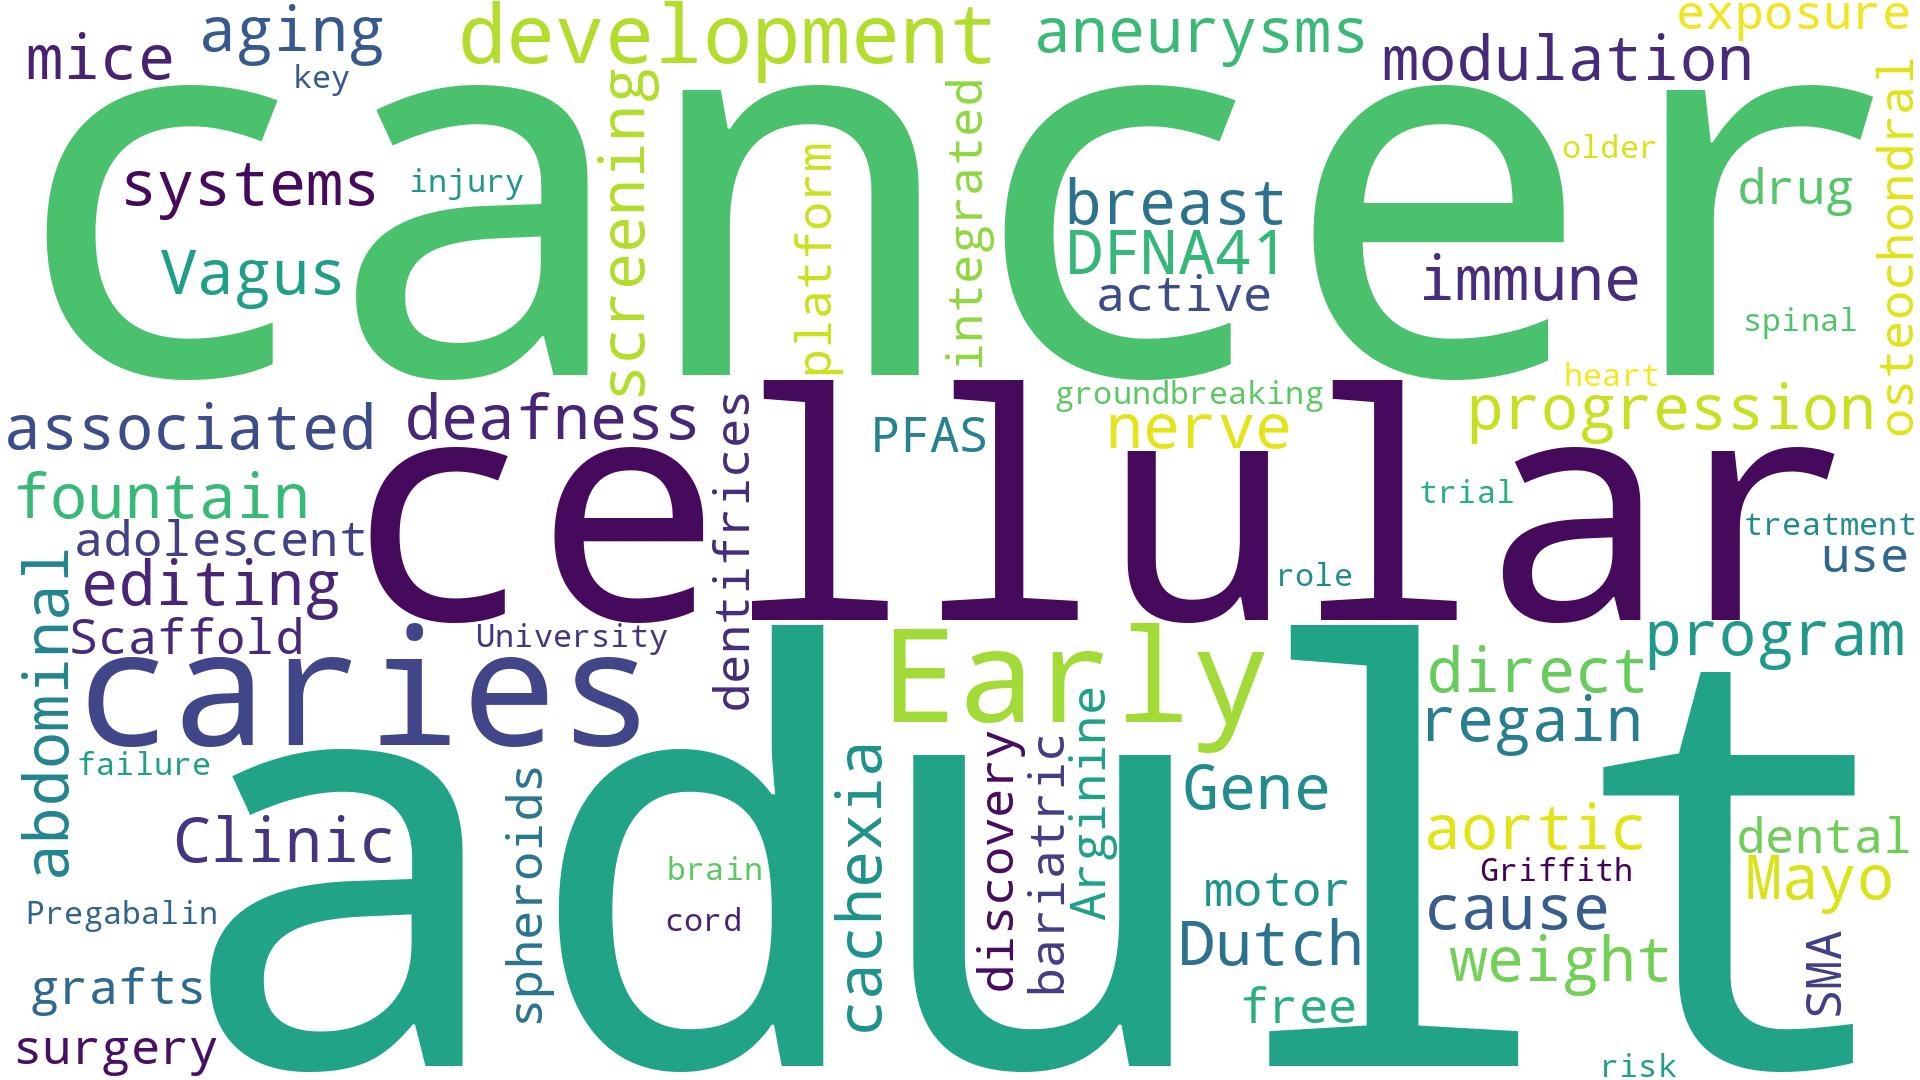 mice
aging
key
development
aneurysms
modulation
exposure
cancer
systems
injury
Vagus
screening
platform
integrated
breast
DFNA41
active
older
immune
drug
spinal
osteochondral
heart
associated
deafness
dentifrices
PFAS
groundbreaking
nerve
progression
fountain
adolescent
editing
cellular
trial
treatment
use
role
abdominal
Scaffold
University
caries
Early
direct
program
regain
failure
adult
Clinic
spheroids
brain
cord
cachexia
discovery
bariatric
Arginine
Gene
motor
Dutch
free
aortic
Griffith
cause
weight
dental
Mayo
SMA
Pregabalin
grafts
surgery
risk